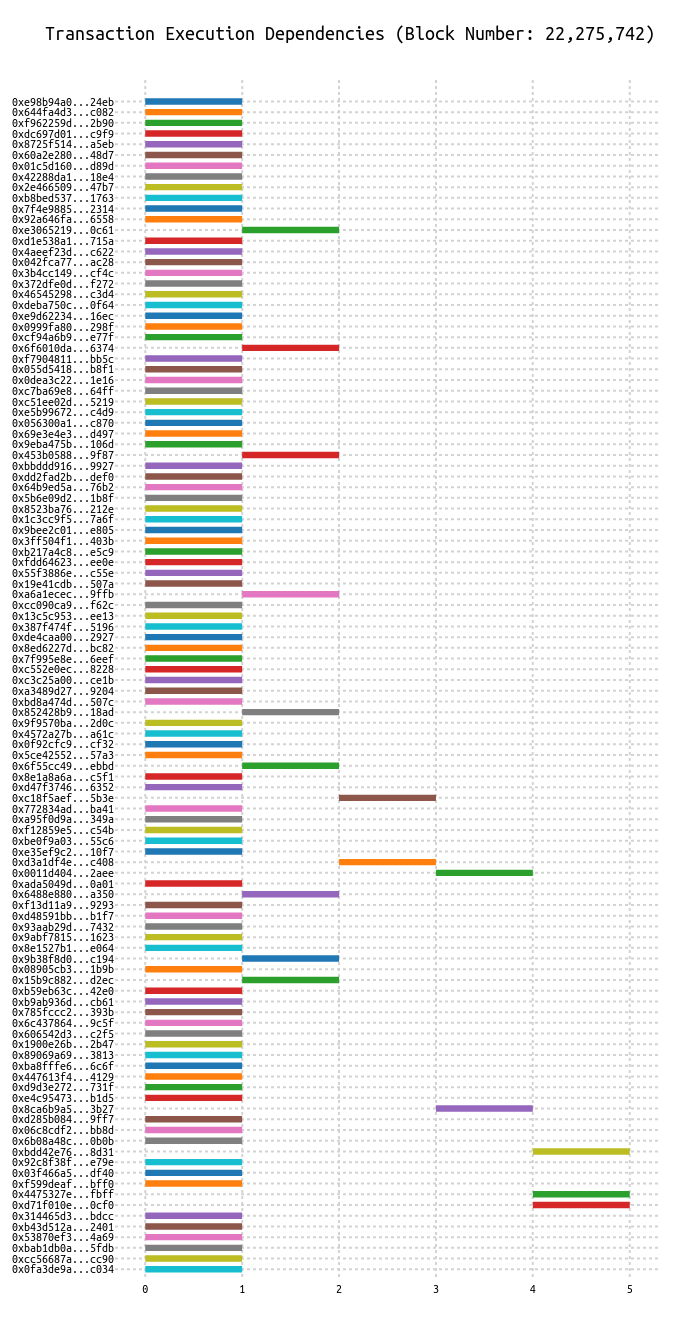 Transaction Execution Dependencies (Block Number: 22,275,742)
0xe98b94a0...24eb
0x644fa4d3...c082
0xf962259d...2b90
0xdc697d01...c9f9
0x8725f514...a5eb
0x60a2e280...48d7
0x01c5d160...d89d
0x42288da1...18e4
0x2e466509...47b7
0xb8bed537...1763
0x7f4e9885...2314
0x92a646fa...6558
0xe3065219...0c61
0xd1e538a1...715a
0x4aeef23d...c622
0x042fca77...ac28
0x3b4cc149...cf4c
0x372dfe0d...f272
0x46545298...c3d4
0xdeba750c...0f64
0xe9d62234...16ec
0x0999fa80...298f
0xcf94a6b9...e77f
0x6f6010da...6374
0xf7904811...bb5c
0x055d5418...b8f1
0x0dea3c22...1e16
0xc7ba69e8...64ff
0xc51ee02d...5219
0xe5b99672...c4d9
0x056300a1...c870
0x69e3e4e3...d497
0x9eba475b...106d
0x453b0588...9f87
0xbbddd916...9927
0xdd2fad2b...def0
0x64b9ed5a...76b2
0x5b6e09d2...1b8f
0x8523ba76...212e
0x1c3cc9f5...7a6f
0x9bee2c01...e805
0x3ff504f1...403b
0xb217a4c8...e5c9
0xfdd64623...ee0e
0x55f3886e...c55e
0x19e41cdb...507a
0xa6a1ecec...9ffb
0xcc090ca9...f62c
0x13c5c953...ee13
0x387f474f...5196
0xde4caa00...2927
0x8ed6227d...bc82
0x7f995e8e...6eef
0xc552e0ec...8228
0xc3c25a00...ce1b
0xa3489d27...9204
0xbd8a474d...507c
0x852428b9...18ad
0x9f9570ba...2d0c
0x4572a27b...a61c
0x0f92cfc9...cf32
0x5ce42552...57a3
0x6f55cc49...ebbd
0x8e1a8a6a...c5f1
0xd47f3746...6352
0xc18f5aef...5b3e
0x772834ad...ba41
0xa95f0d9a...349a
0xf12859e5...c54b
0xbe0f9a03...55c6
0xe35ef9c2...10f7
0xd3a1df4e...c408
0x0011d404...2aee
0xada5049d...0a01
0x6488e880...a350
0xf13d11a9...9293
0xd48591bb...b1f7
0x93aab29d...7432
0x9abf7815...1623
0x8e1527b1...e064
0x9b38f8d0...c194
0x08905cb3...1b9b
0x15b9c882...d2ec
0xb59eb63c...42e0
0xb9ab936d...cb61
0x785fccc2...393b
0x6c437864...9c5f
0x606542d3...c2f5
0x1900e26b...2b47
0x89069a69...3813
0xba8fffe6...6c6f
0x447613f4...4129
0xd9d3e272...731f
0xe4c95473...b1d5
0x8ca6b9a5...3b27
0xd285b084...9ff7
0x06c8cdf2...bb8d
0x6b08a48c...0b0b
0xbdd42e76...8d31
0x92c8f38f...e79e
0x03f466a5...df40
0xf599deaf...bff0
0x4475327e...fbff
0xd71f010e...0cf0
0x314465d3...bdcc
0xb43d512a...2401
0x53870ef3...4a69
0xbab1db0a...5fdb
0xcc56687a...cc90
0x0fa3de9a...c034
0 1 2 3 4 5